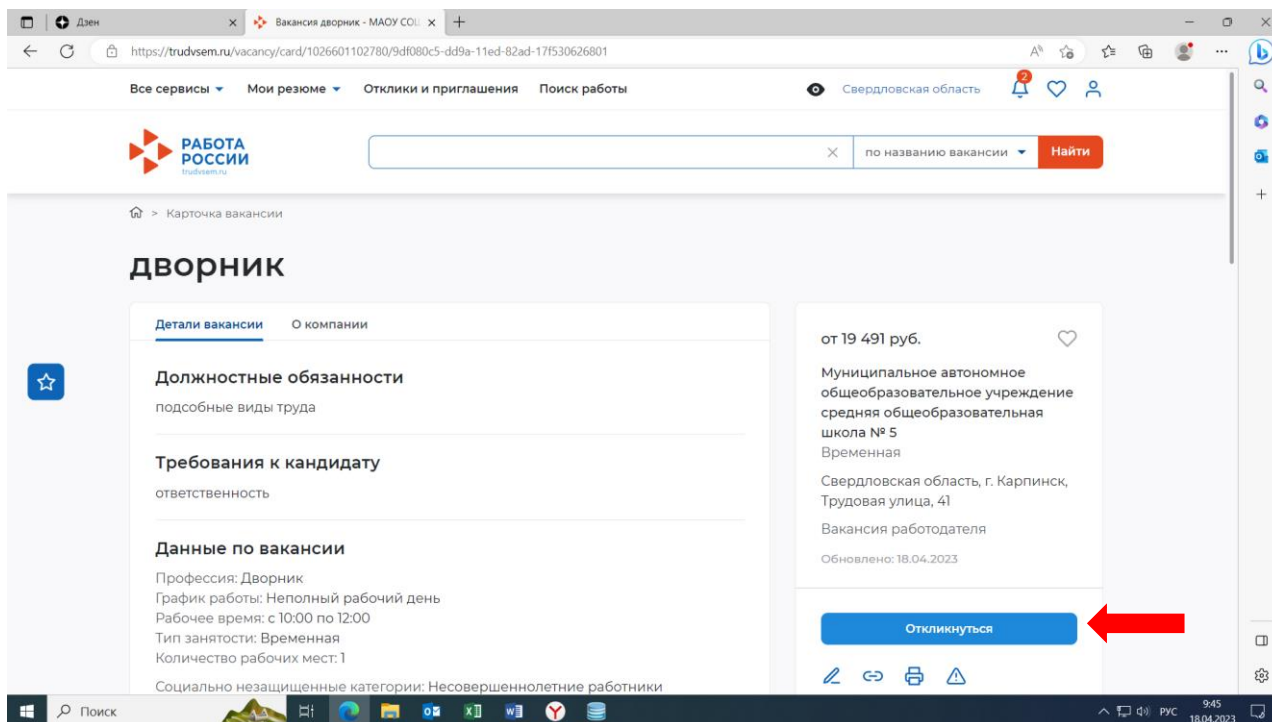 Дзен
Вакансия дворник - МАОУ СОШ
https://trudvsem.ru/vacancy/card/1026601102780/9df080c5-dd9a-11ed-82ad-17f530626801
Все сервисы Мои резюме Отклики и приглашения Поиск работы
Свердловская область 2
РАБОТА
РОССИИ
trudvsem.ru
по названию вакансии Найти
> Карточка вакансии
дворник
Детали вакансии О компании
Должностные обязанности
подсобные виды труда
Требования к кандидату
ответственность
Данные по вакансии
Профессия: Дворник
График работы: Неполный рабочий день
Рабочее время: с 10:00 по 12:00
Тип занятости: Временная
Количество рабочих мест: 1
Социально незащищенные категории: Несовершеннолетние работники
от 19 491 руб.
Муниципальное автономное
общеобразовательное учреждение
средняя общеобразовательная
школа № 5
Временная
Свердловская область, г. Карпинск,
Трудовая улица, 41
Вакансия работодателя
Обновлено: 18.04.2023
Откликнуться
Поиск
РУС
9:45
18.04.2023